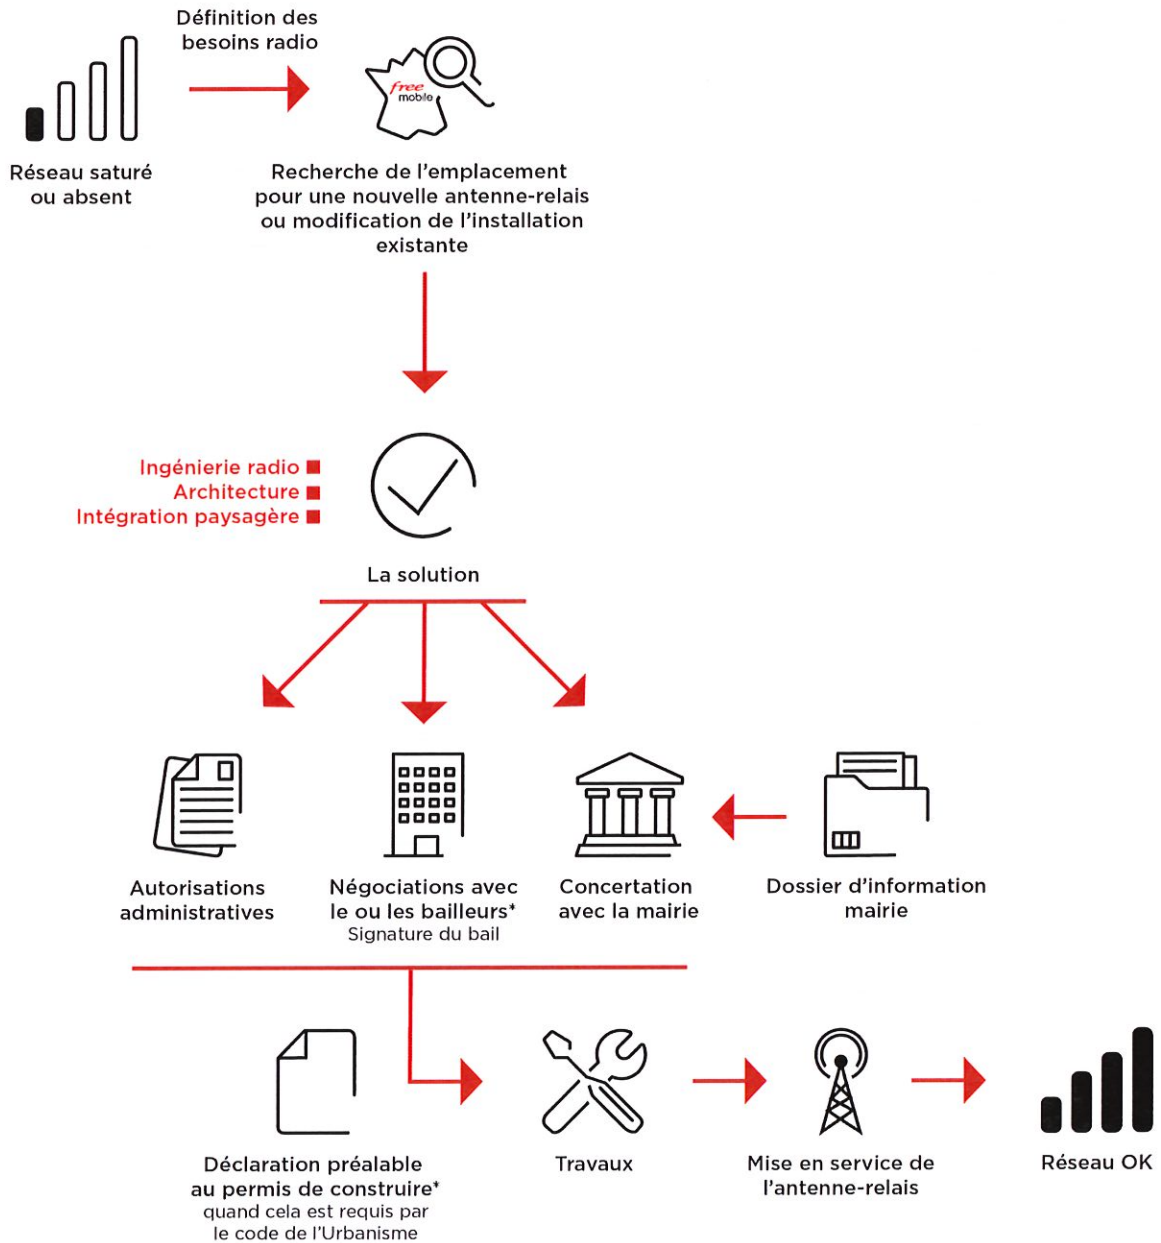 Définition des
besoins radio
free
mobile
Réseau saturé
ou absent
Recherche de l'emplacement
pour une nouvelle antenne-relais
ou modification de l'installation
existante
Ingénierie radio
Architecture
Intégration paysagère
La solution
Autorisations
administratives
Négociations avec
le ou les bailleurs*
Signature du bail
Concertation
avec la mairie
Dossier d'information
mairie
Déclaration préalable
au permis de construire*
quand cela est requis par
le code de l'Urbanisme
Travaux
Mise en service de
l'antenne-relais
Réseau OK